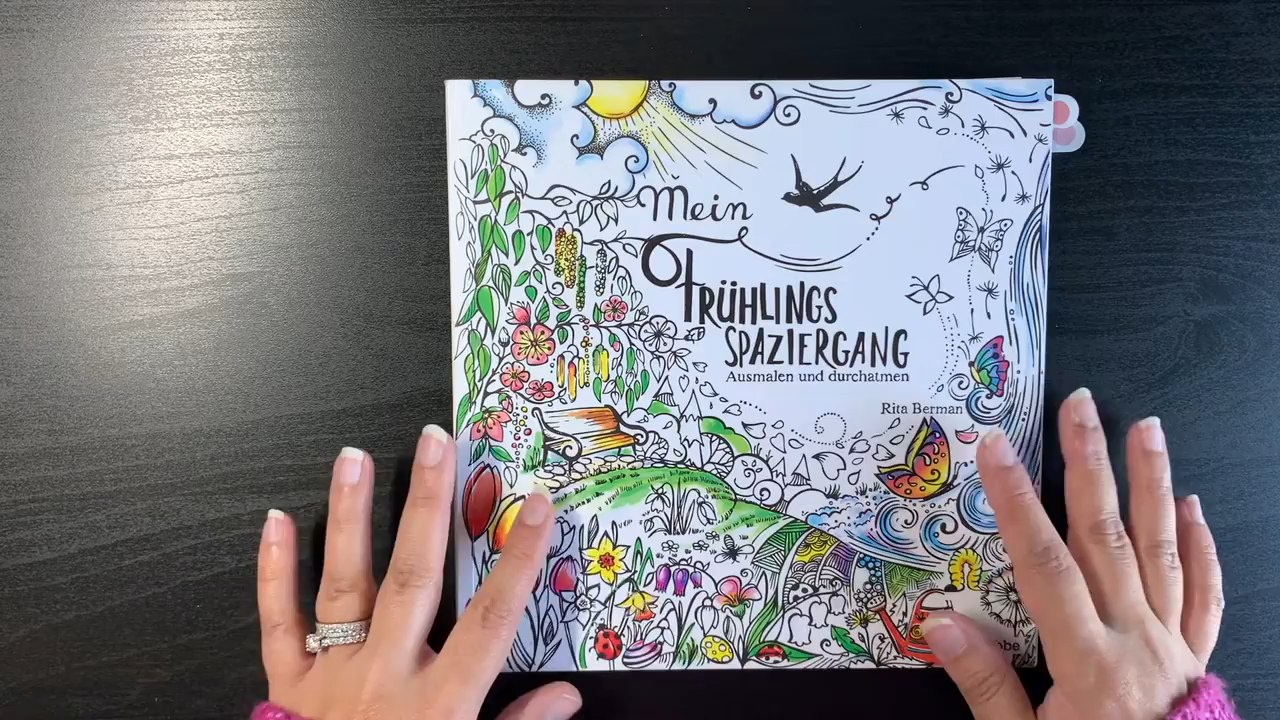 Mein
FRÜHLINGS
SPAZIERGANG
Ausmalen und durchatmen
Rita Berman